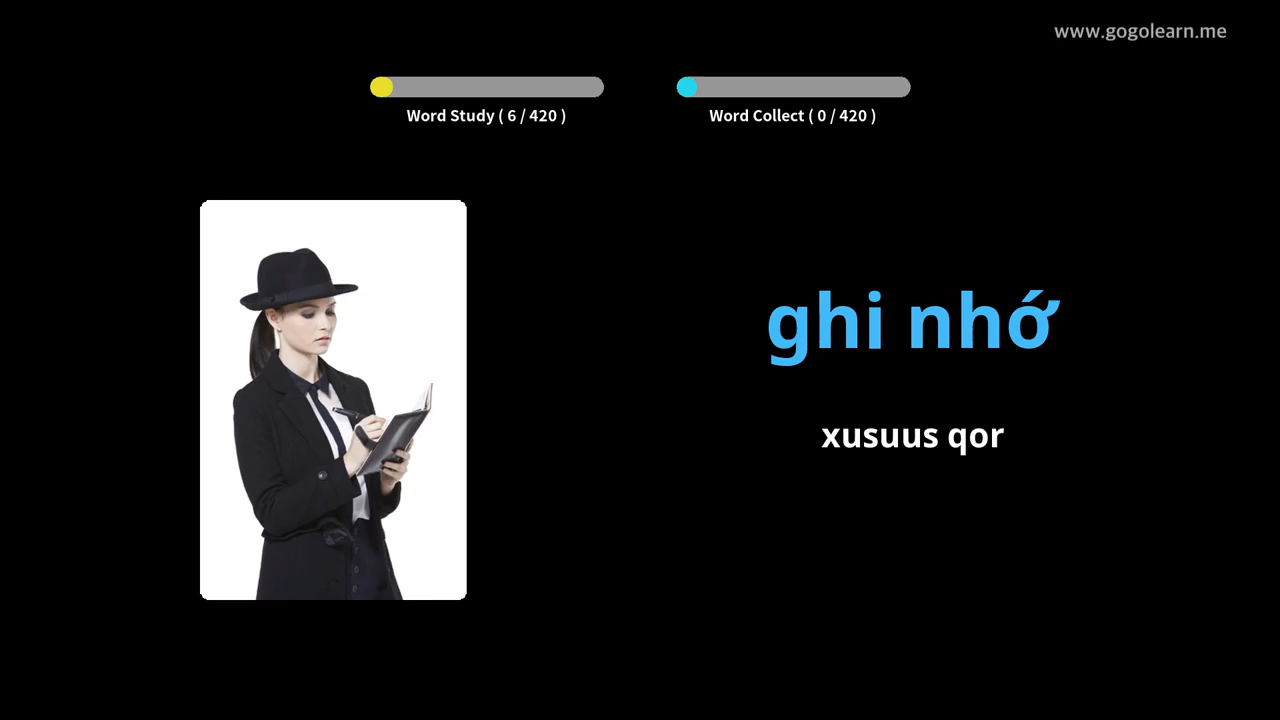 www.gogolearn.me
Word Study ( 6 / 420 )
Word Collect ( 0 / 420 )
ghi nhớ
xusuus qor